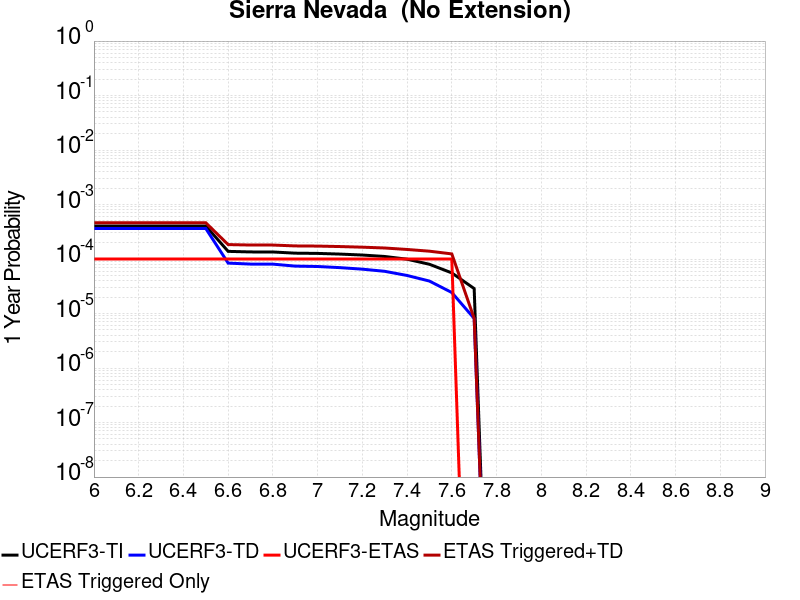 Sierra Nevada  (No Extension)
10^0
10^-1
10^-2
10^-3
10^-4
10^-5
10^-6
10^-7
10^-8
1 Year Probability
6 6.2 6.4 6.6 6.8 7 7.2 7.4 7.6 7.8 8 8.2 8.4 8.6 8.8 9
Magnitude
UCERF3-TI UCERF3-TD UCERF3-ETAS ETAS Triggered+TD
ETAS Triggered Only